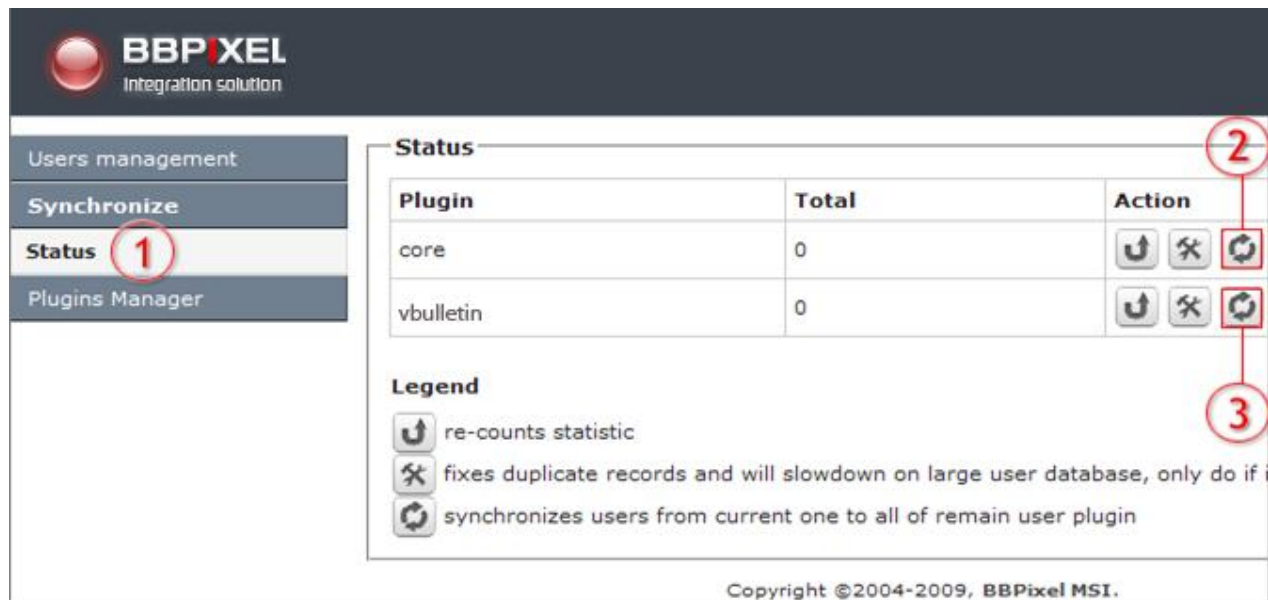 BBPIXEL
Integration solution
Users management
Synchronize
Status
1
Plugins Manager
Status
2
Plugin Total Action
core 0
vbulletin 0
3
Legend
re-counts statistic
fixes duplicate records and will slowdown on large user database, only do if
synchronizes users from current one to all of remain user plugin
Copyright ©2004-2009, BBPixel MSI.